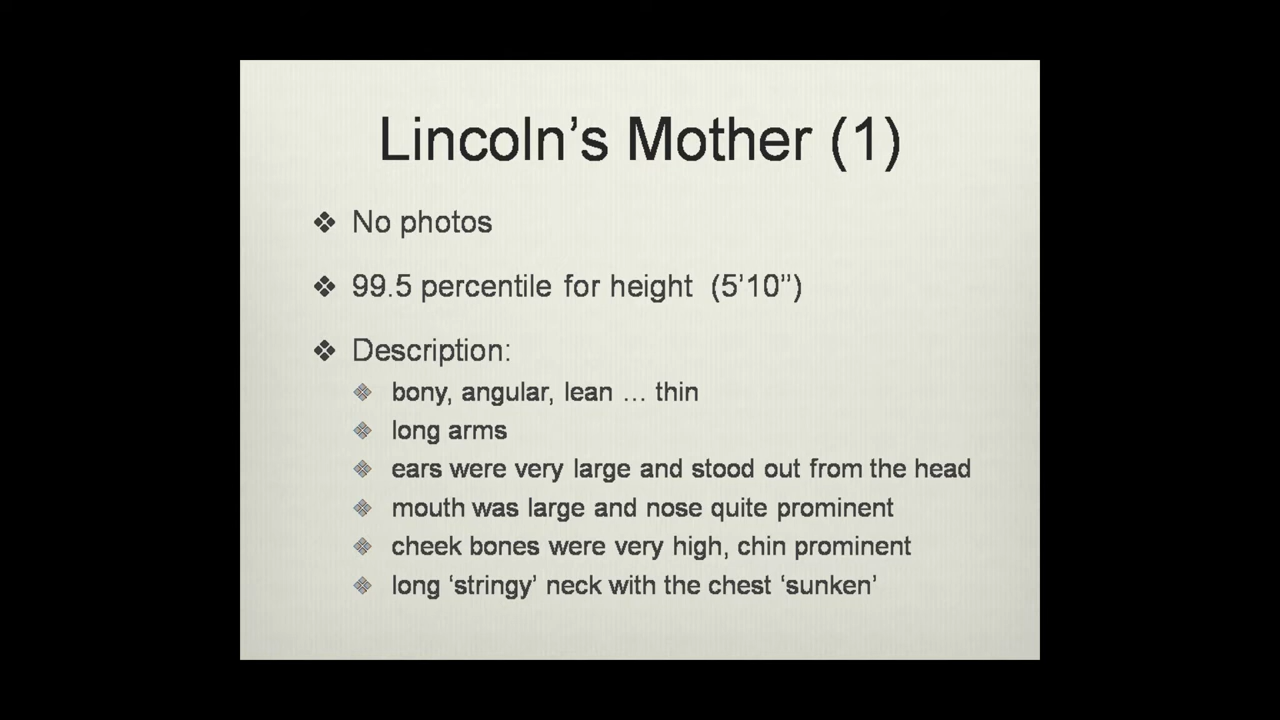 Lincoln’s Mother (1)
No photos
99.5 percentile for height (5’10’’)
Description:
bony, angular, lean … thin
long arms
ears were very large and stood out from the head
mouth was large and nose quite prominent
cheek bones were very high, chin prominent
long ‘stringy’ neck with the chest ‘sunken’